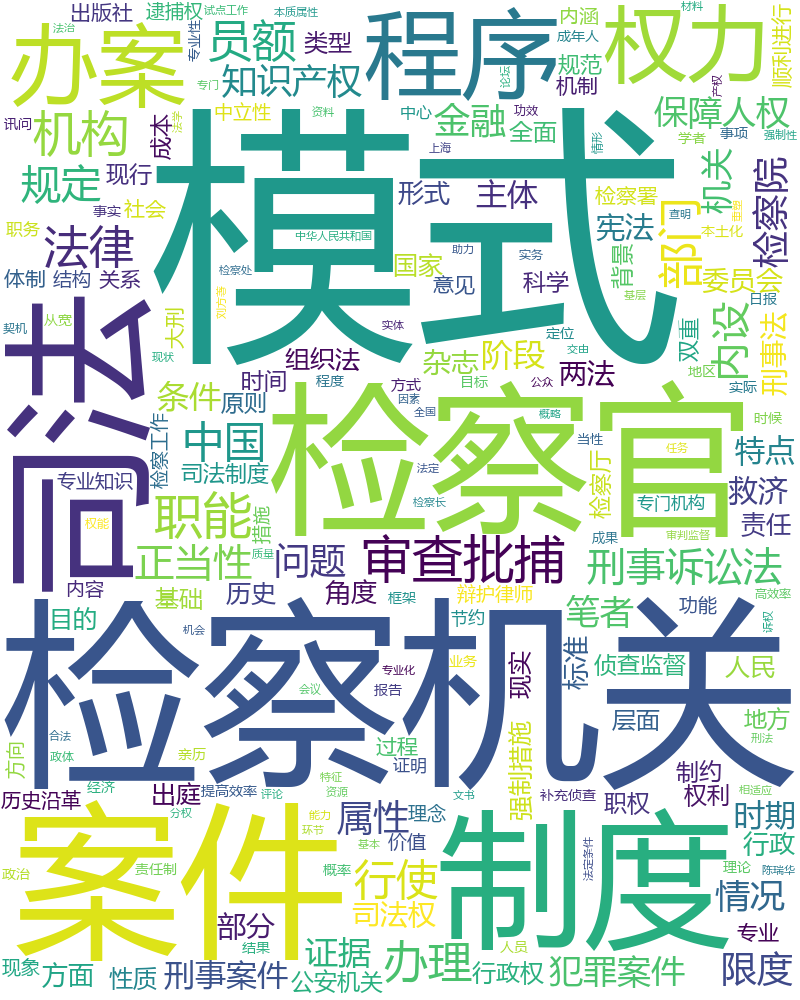 出版社
逮捕权
试点工作
本质属性
内涵
材料
法治
专业性
员额
类型
程序
成年人
权力
顺利进行
办案
知识产权
规范
论坛
机制
产权
讯问
机构
成本
法学
中立性
专门
资料
中心
功效
金融
全面
情形
保障人权
学者
事项
强制性
规定
现行
模式
上海
形式
主体
检察署
机关
查明
重塑
检察院
职务
事实
社会
法律
中华人民共和国
宪法
部门
本土化
体制
结构
关系
检察处
国家
助力
实务
意见
科学
背景
基层
委员会
日报
契机
从宽
大刑
实体
定位
双重
内设
刑事法
司法
现状
组织法
杂志
阶段
交由
两法
地区
实际
条件
时间
程度
方式
目标
公众
原则
因素
全国
概略
时候
中国
检察官
当性
任务
特点
检察工作
专业知识
司法制度
法定
检察厅
专门机构
救济
权能
职能
措施
检察长
责任
正当性
质量
问题
审查批捕
成果
审判监督
刑事诉讼法
内容
基础
历史
角度
框架
辩护律师
高效率
目的
机会
节约
笔者
功能
诉权
检察机关
专业化
业务
现实
标准
侦查监督
人民
会议
报告
层面
地方
刑法
方向
合法
政体
亲历
过程
证明
强制措施
制约
历史沿革
经济
出庭
提高效率
评论
特征
资源
文书
补充侦查
职权
权利
相适应
分权
能力
环节
属性
理念
时期
案件
基本
价值
制度
行政
政治
责任制
概率
行使
法定条件
理论
陈瑞华
司法权
情况
部分
专业
现象
方面
性质
结果
刑事案件
证据
公安机关
办理
人员
行政权
犯罪案件
限度